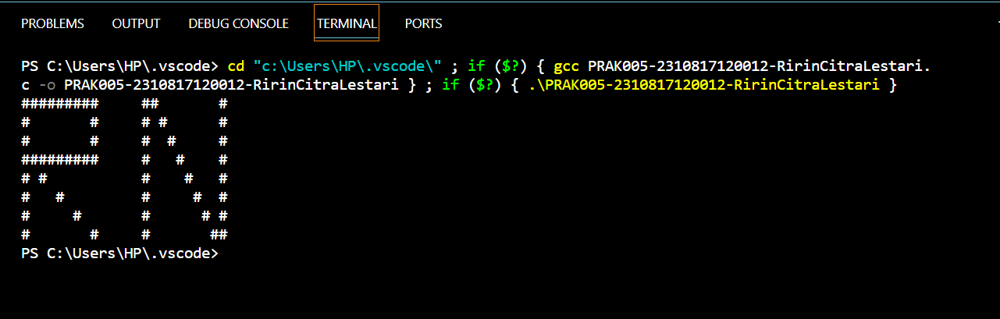 PROBLEMS OUTPUT DEBUG CONSOLE TERMINAL PORTS
PS C:\Users\HP\.vscode> cd "c:\Users\HP\.vscode\" ; if ($?) { gcc PRAK005-2310817120012-RirinCitraLestari.
c -o PRAK005-2310817120012-RirinCitraLestari } ; if ($?) { .\PRAK005-2310817120012-RirinCitraLestari }
#########     ##       #
#       #     # #      #
#       #     #  #     #
#########     #   #    #
# #           #    #   #
#   #         #     #  #
#     #       #      # #
#       #     #       ##
PS C:\Users\HP\.vscode>